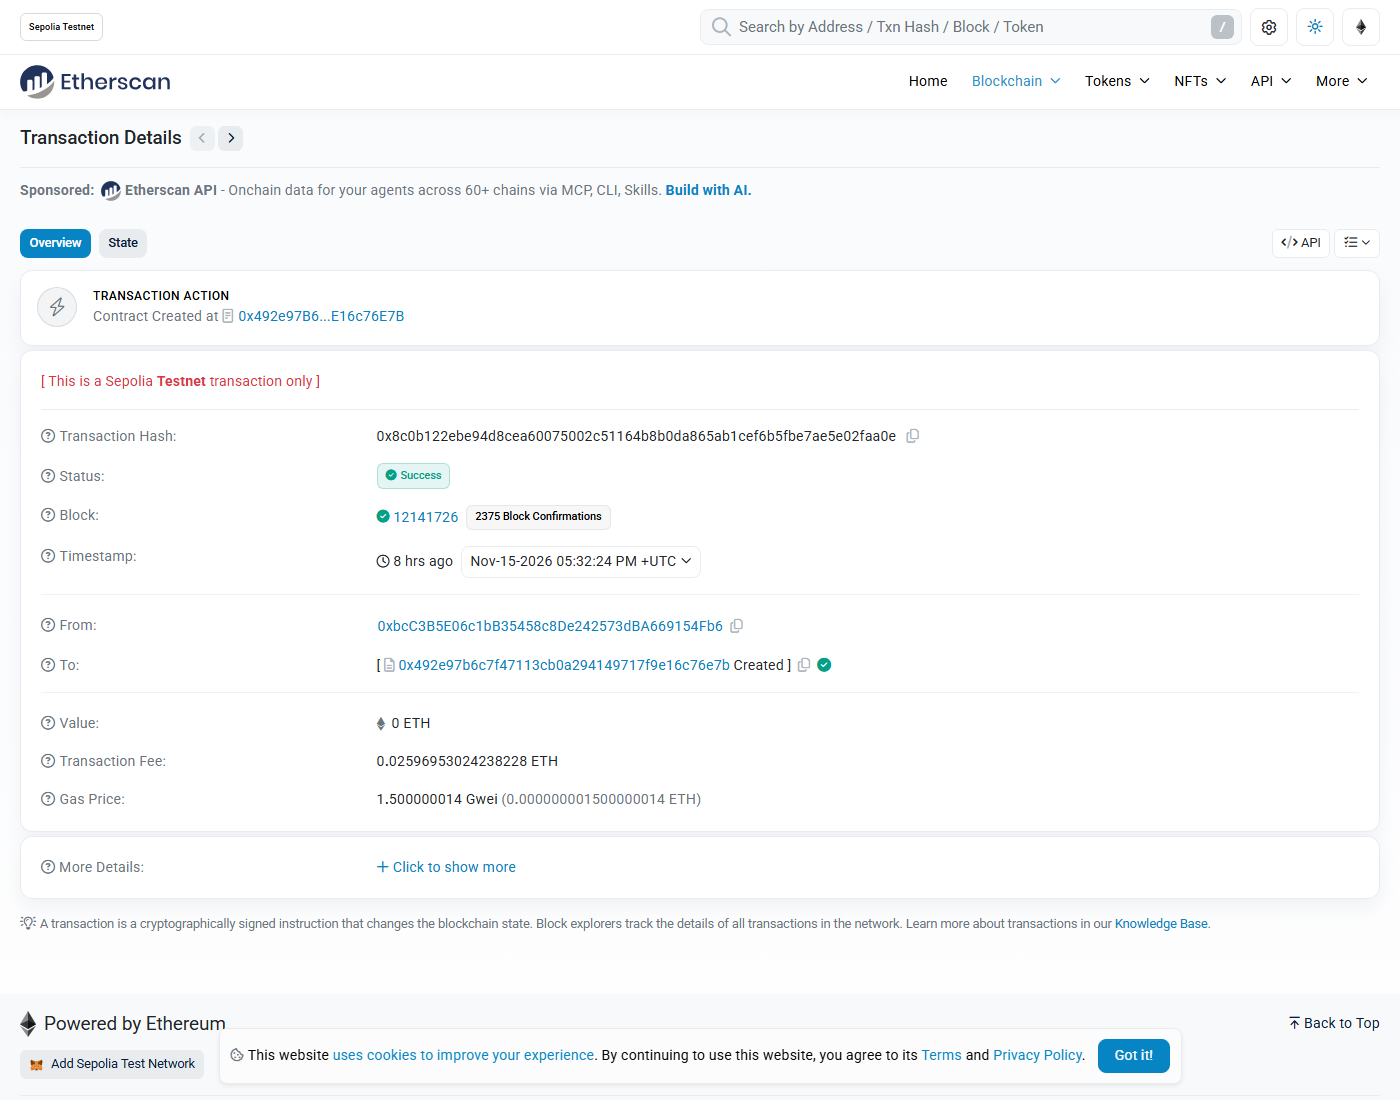 Sepolia Testnet
Search by Address / Txn Hash / Block / Token
/
Etherscan
Home Blockchain Tokens NFTs API More
Transaction Details
Sponsored: Etherscan API - Onchain data for your agents across 60+ chains via MCP, CLI, Skills. Build with AI.
Overview State
</> API
TRANSACTION ACTION
Contract Created at 0x492e97B6...E16c76E7B
[ This is a Sepolia Testnet transaction only ]
Transaction Hash: 0x8c0b122ebe94d8cea60075002c51164b8b0da865ab1cef6b5fbe7ae5e02faa0e
Status: Success
Block: 12141726 2375 Block Confirmations
Timestamp: 8 hrs ago Nov-15-2026 05:32:24 PM +UTC
From: 0xbcC3B5E06c1bB35458c8De242573dBA669154Fb6
To: [ 0x492e97b6c7f47113cb0a294149717f9e16c76e7b Created ]
Value: 0 ETH
Transaction Fee: 0.02596953024238228 ETH
Gas Price: 1.500000014 Gwei (0.000000001500000014 ETH)
More Details: + Click to show more
A transaction is a cryptographically signed instruction that changes the blockchain state. Block explorers track the details of all transactions in the network. Learn more about transactions in our Knowledge Base.
Powered by Ethereum
Back to Top
Add Sepolia Test Network
This website uses cookies to improve your experience. By continuing to use this website, you agree to its Terms and Privacy Policy.
Got it!